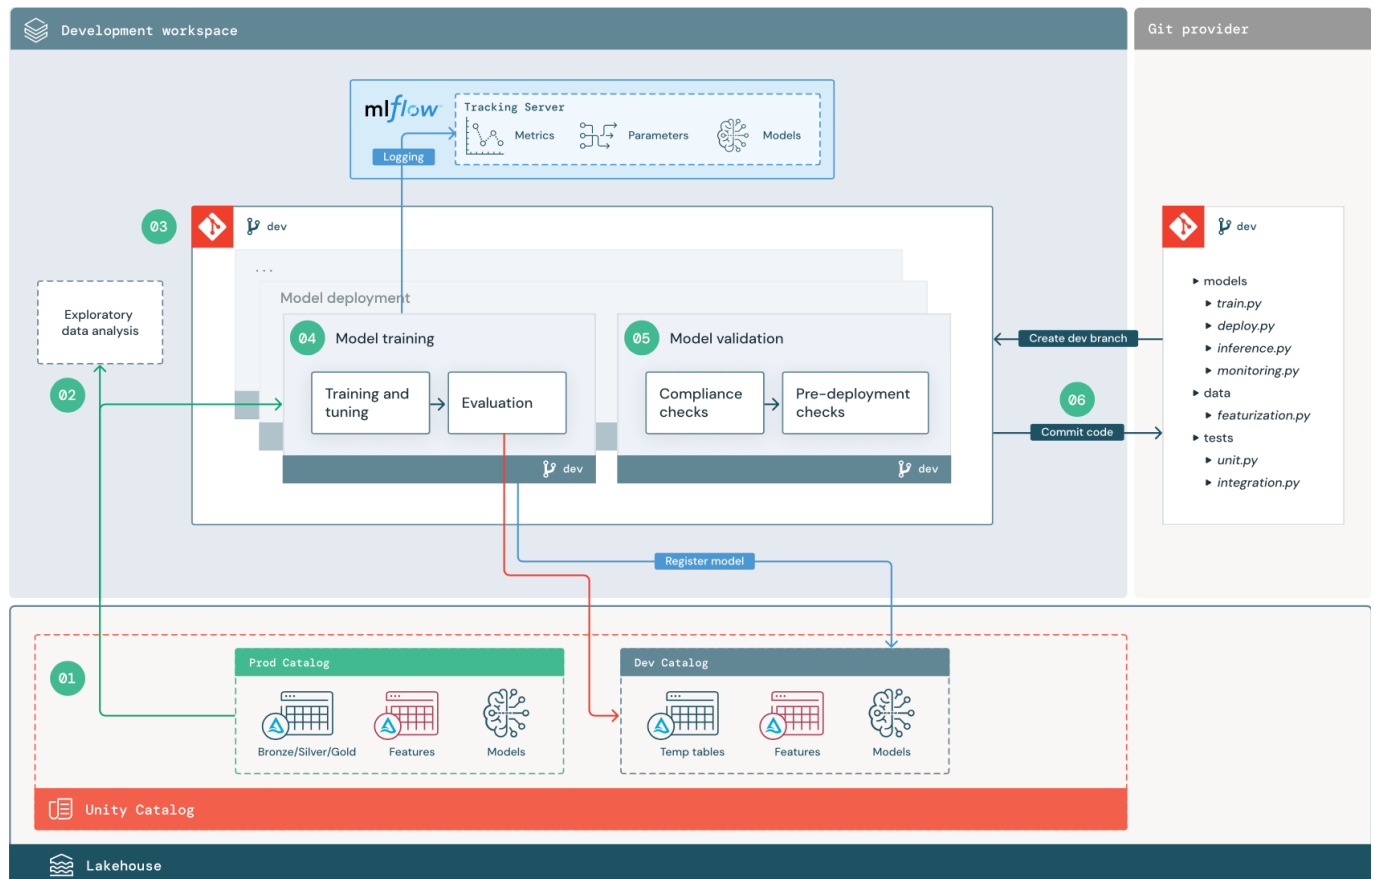 Development workspace
Git provider
mlflow
Tracking Server
Metrics
Parameters
Models
Logging
03
dev
...
Model deployment
Exploratory
data analysis
02
04
Model training
Training and
tuning
Evaluation
dev
05
Model validation
Compliance
checks
Pre-deployment
checks
dev
Create dev branch
06
Commit code
dev
models
train.py
deploy.py
inference.py
monitoring.py
data
featurization.py
tests
unit.py
integration.py
Register model
01
Prod Catalog
Bronze/Silver/Gold
Features
Models
Dev Catalog
Temp tables
Features
Models
Unity Catalog
Lakehouse